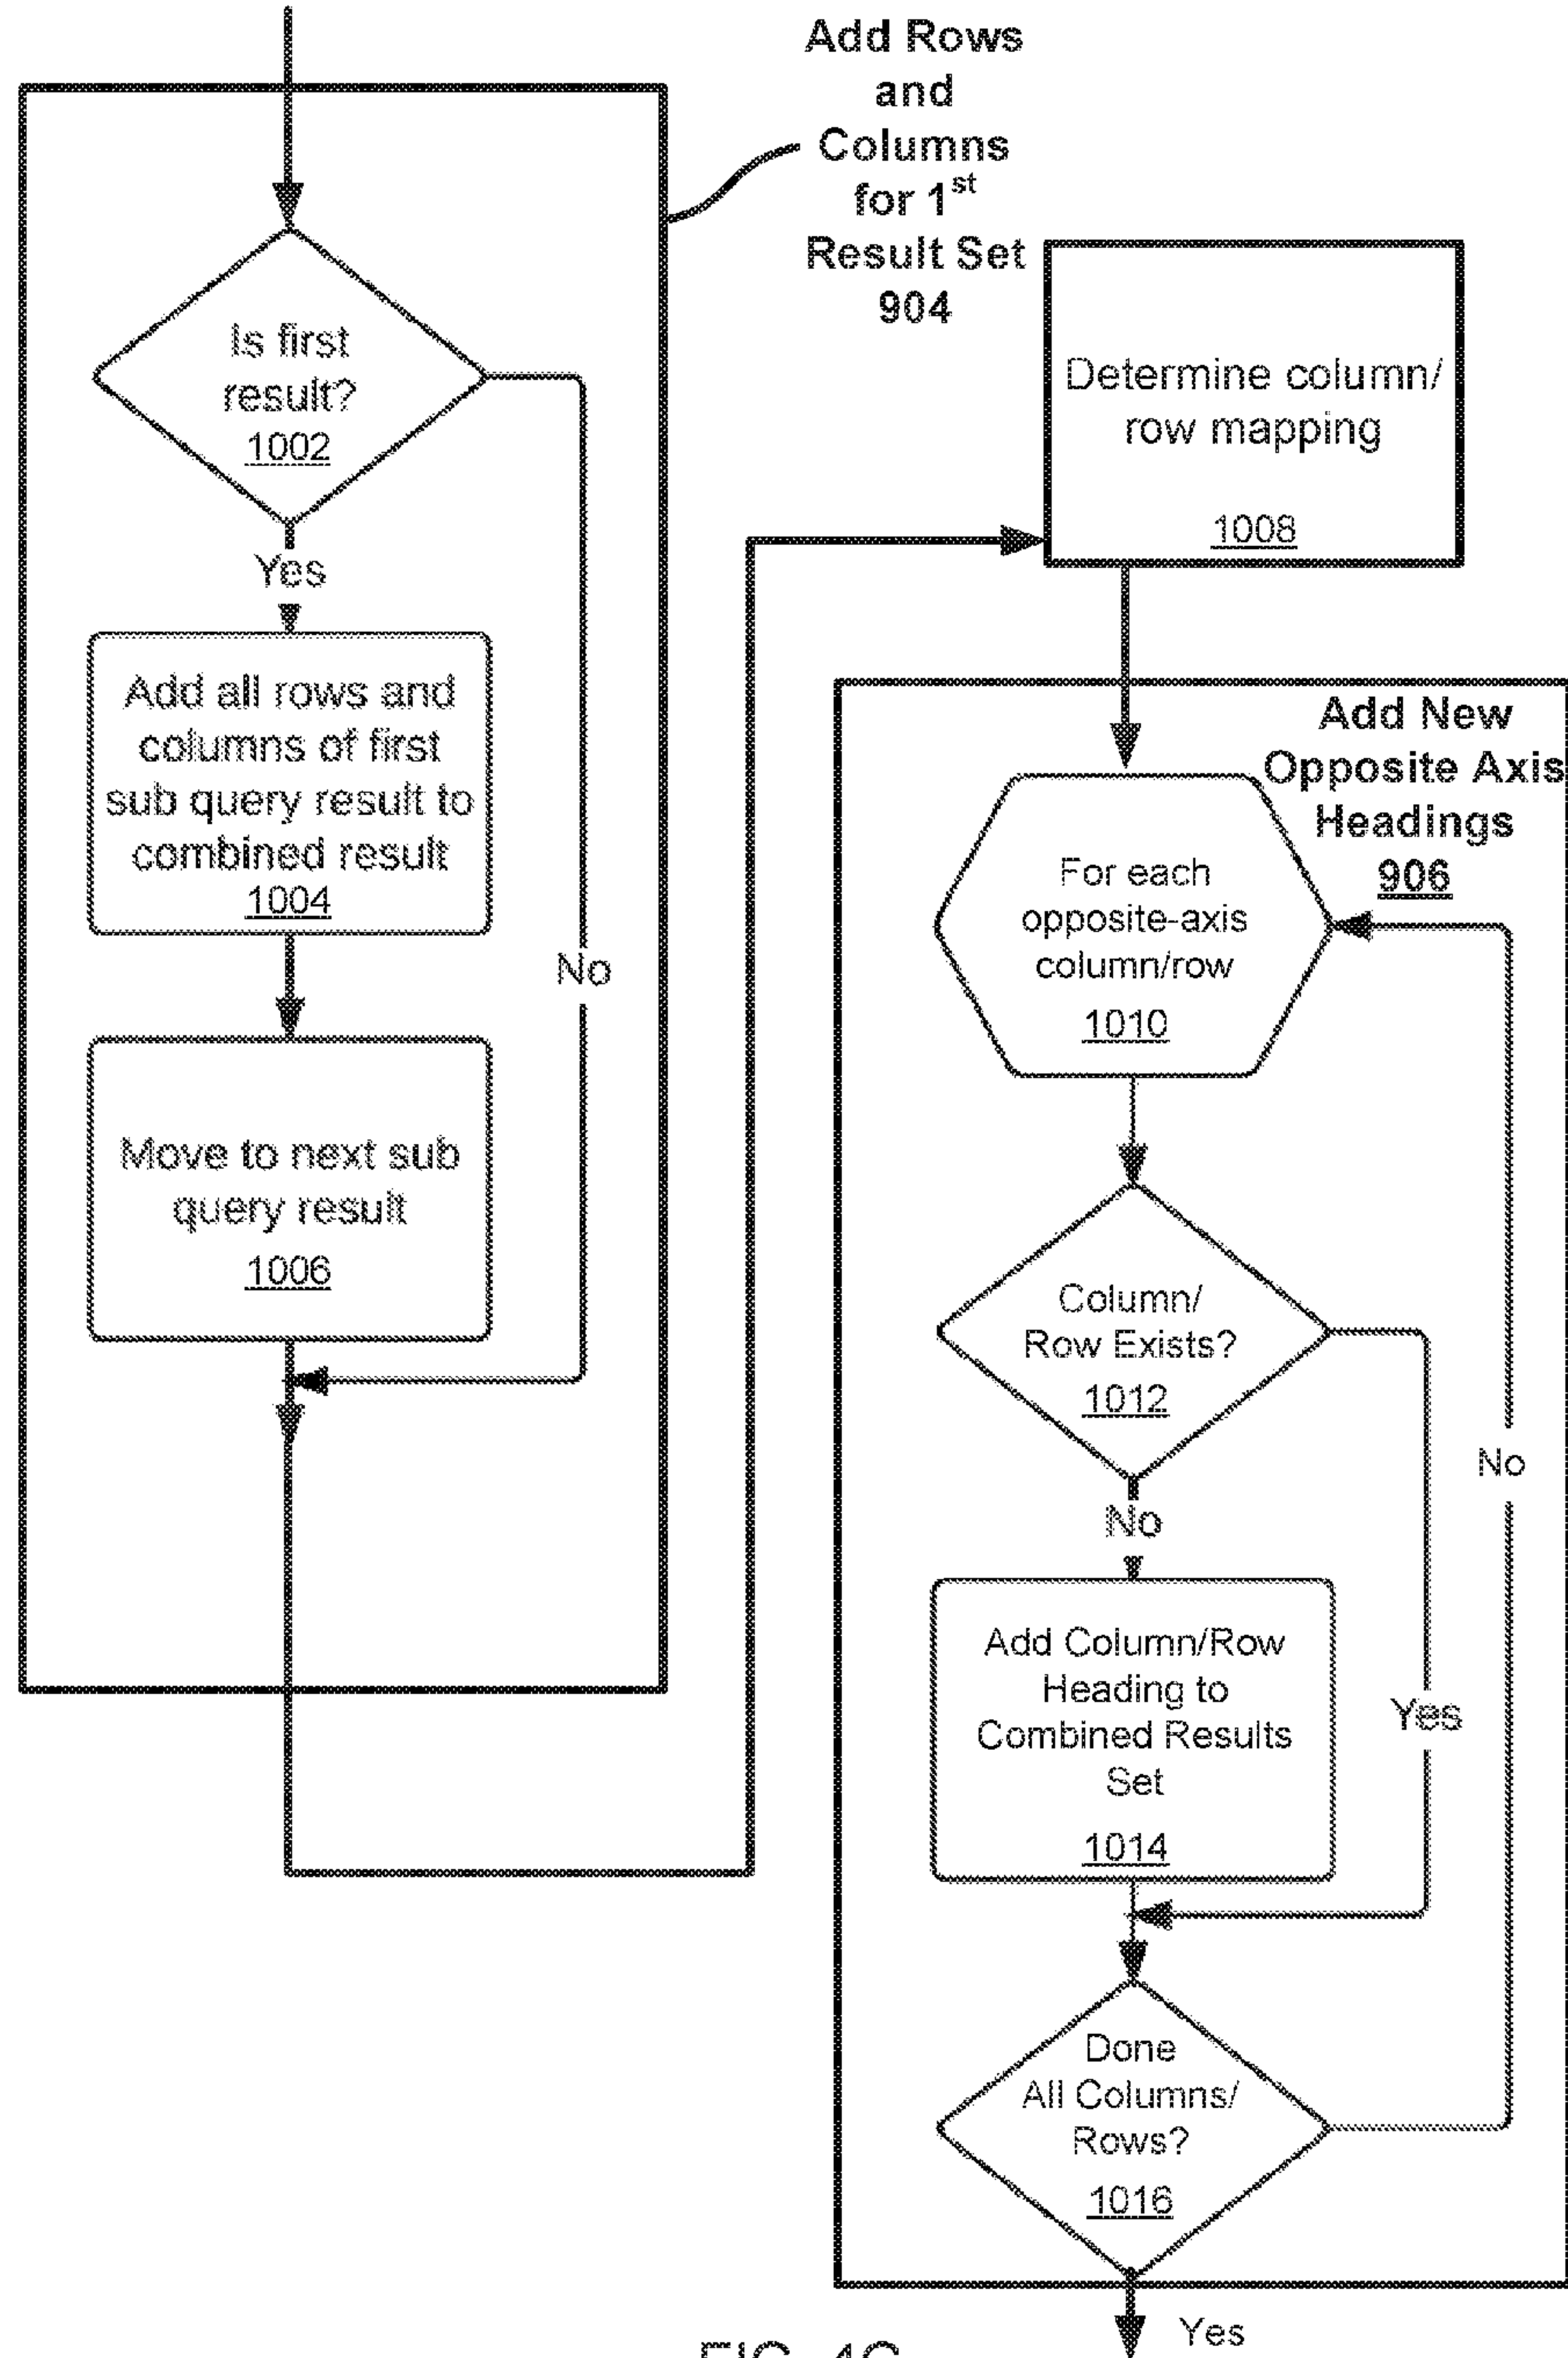 Add Rows
and
Columns
for 1st
Result Set
904
Is first
result?
1002
Yes
No
Add all rows and
columns of first
sub query result to
combined result
1004
Move to next sub
query result
1006
Determine column/
row mapping
1008
Add New
Opposite Axis
Headings
906
For each
opposite-axis
column/row
1010
Column/
Row Exists?
1012
No
No
Add Column/Row
Heading to
Combined Results
Set
1014
Yes
Done
All Columns/
Rows?
1016
Yes
FIG. 4C